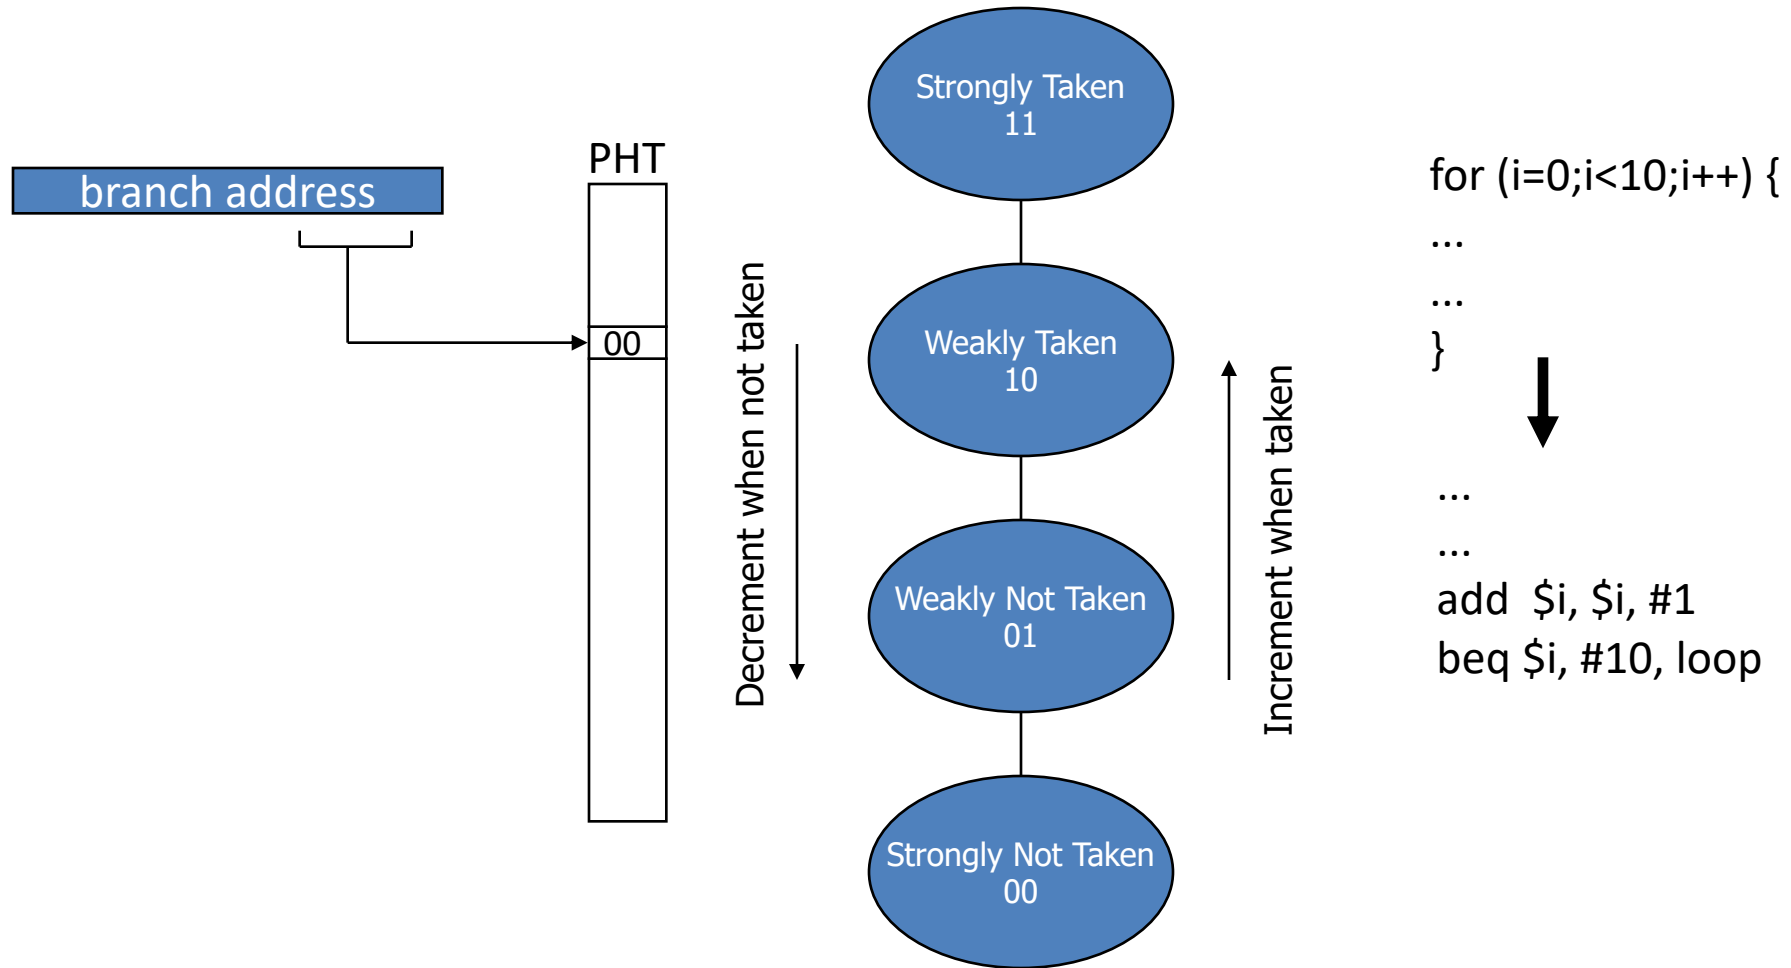 branch address
PHT
00
Decrement when not taken
Strongly Taken
11
Weakly Taken
10
Weakly Not Taken
01
Strongly Not Taken
00
Increment when taken
for (i=0;i<10;i++) {
...
...
}
...
...
add $i, $i, #1
beq $i, #10, loop